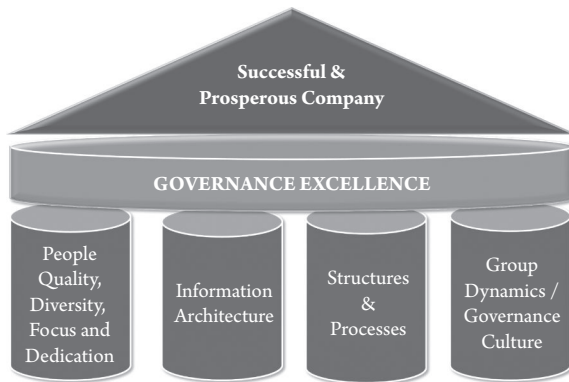 Successful &
Prosperous Company
GOVERNANCE EXCELLENCE
People
Quality,
Diversity,
Focus and
Dedication
Information
Architecture
Structures
&
Processes
Group
Dynamics /
Governance
Culture